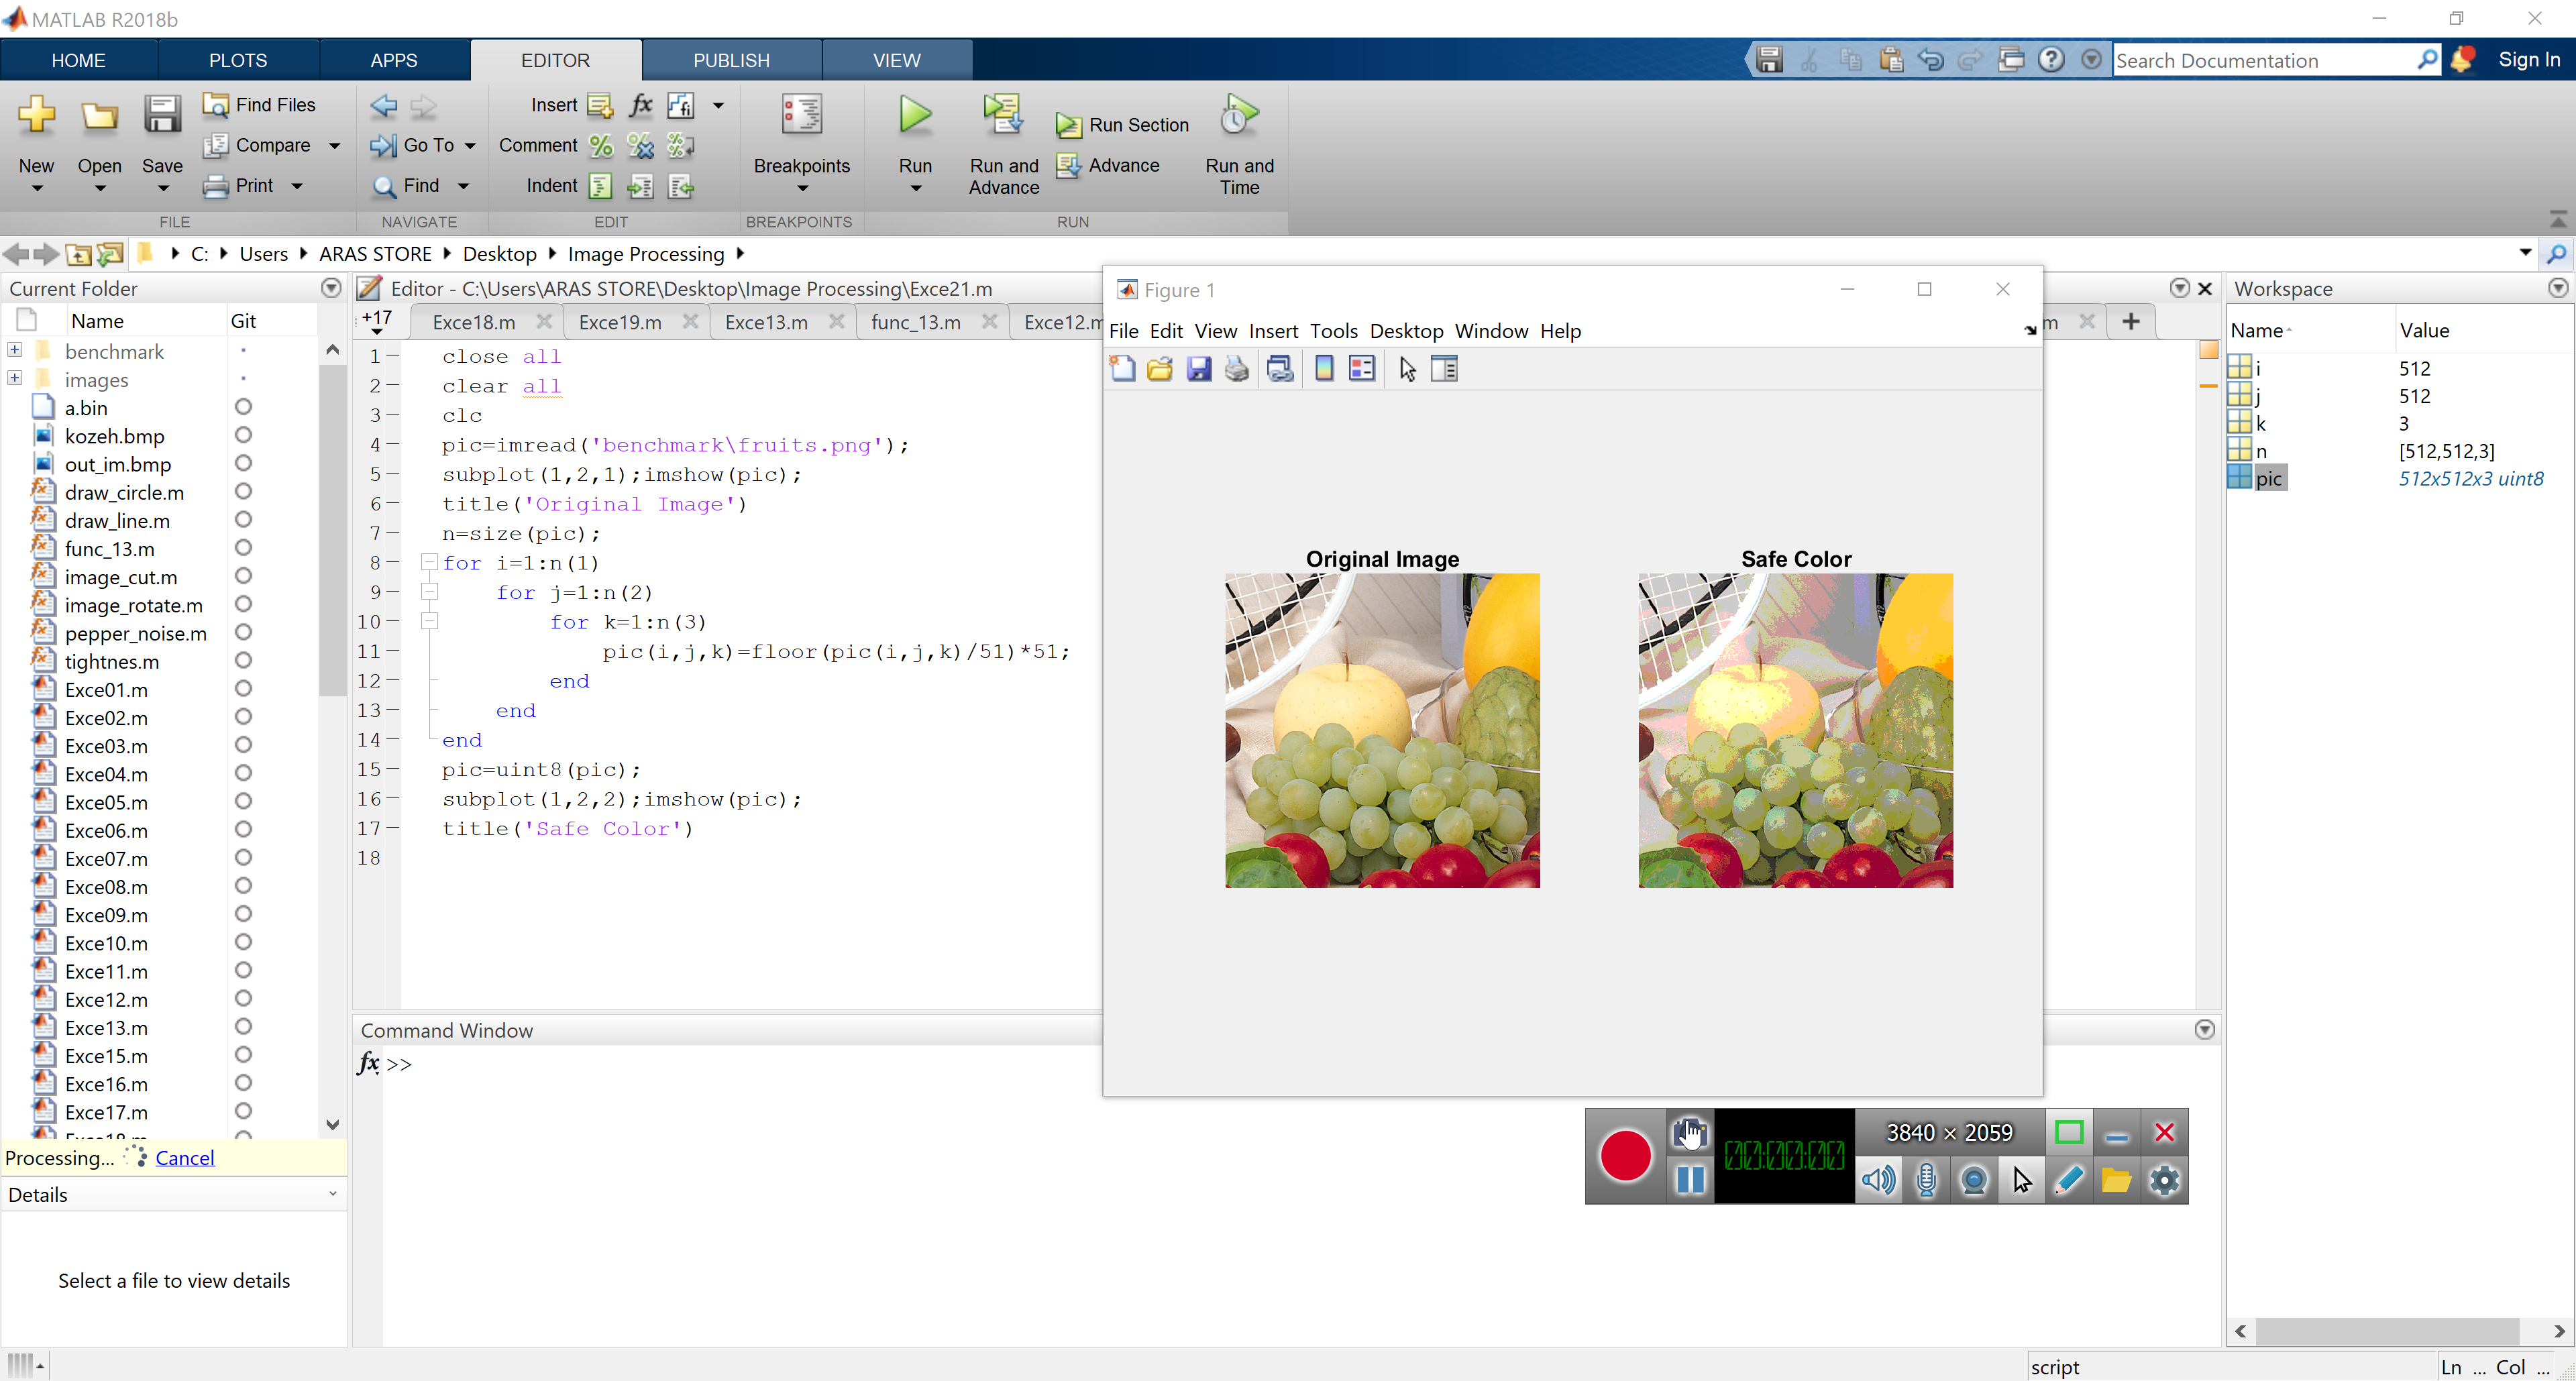 MATLAB R2018b
HOME PLOTS APPS EDITOR PUBLISH VIEW
Search Documentation Sign In
New Open Save
Find Files
Compare
Print
Go To
Find
Insert fx
Comment
Indent
Breakpoints
Run
Run and Advance
Run Section
Advance
Run and Time
FILE NAVIGATE EDIT BREAKPOINTS RUN
C: Users ARAS STORE Desktop Image Processing
Current Folder
Name Git
benchmark
images
a.bin
kozeh.bmp
out_im.bmp
draw_circle.m
draw_line.m
func_13.m
image_cut.m
image_rotate.m
pepper_noise.m
tightnes.m
Exce01.m
Exce02.m
Exce03.m
Exce04.m
Exce05.m
Exce06.m
Exce07.m
Exce08.m
Exce09.m
Exce10.m
Exce11.m
Exce12.m
Exce13.m
Exce15.m
Exce16.m
Exce17.m
Processing... Cancel
Details
Select a file to view details
Editor - C:\Users\ARAS STORE\Desktop\Image Processing\Exce21.m
+17 Exce18.m Exce19.m Exce13.m func_13.m Exce12.m
1 close all
2 clear all
3 clc
4 pic=imread('benchmark\fruits.png');
5 subplot(1,2,1);imshow(pic);
6 title('Original Image')
7 n=size(pic);
8 for i=1:n(1)
9 for j=1:n(2)
10 for k=1:n(3)
11 pic(i,j,k)=floor(pic(i,j,k)/51)*51;
12 end
13 end
14 end
15 pic=uint8(pic);
16 subplot(1,2,2);imshow(pic);
17 title('Safe Color')
18
Command Window
fx >>
Figure 1
File Edit View Insert Tools Desktop Window Help
Original Image Safe Color
m
Workspace
Name Value
i 512
j 512
k 3
n [512,512,3]
pic 512x512x3 uint8
00:00:00 3840 × 2059
script Ln ... Col ...